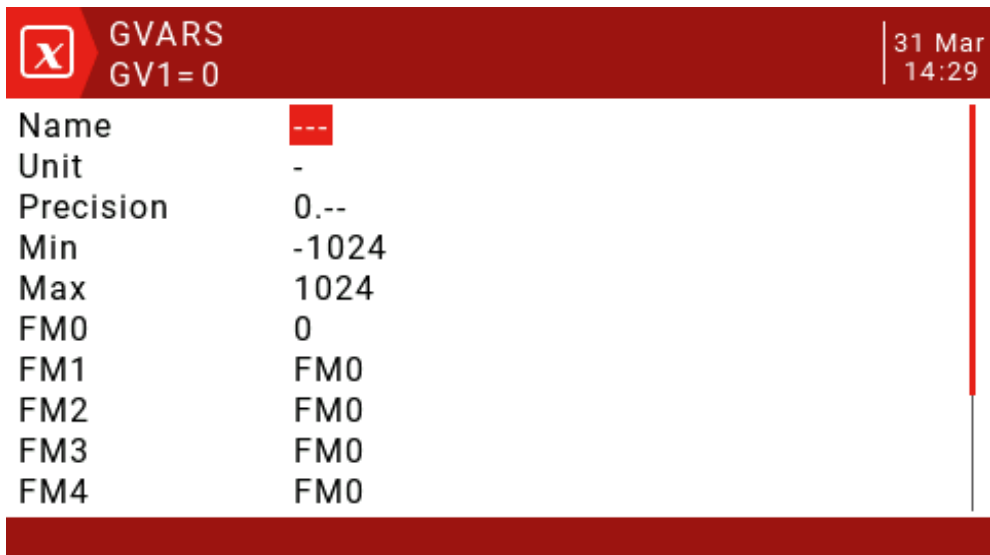 GVARS
GV1= 0
31 Mar
14:29
Name ---
Unit -
Precision 0.--
Min -1024
Max 1024
FM0 0
FM1 FM0
FM2 FM0
FM3 FM0
FM4 FM0